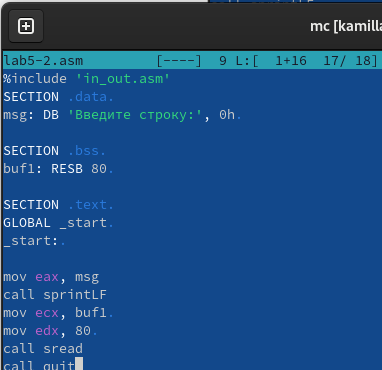 mc [kamilla
lab5-2.asm [----] 9 L:[ 1+16 17/ 18]
%include 'in_out.asm'
SECTION .data.
msg: DB 'Введите строку:', 0h.
SECTION .bss.
buf1: RESB 80.
SECTION .text.
GLOBAL _start.
_start:.
mov eax, msg
call sprintLF
mov ecx, buf1.
mov edx, 80.
call sread
call quit